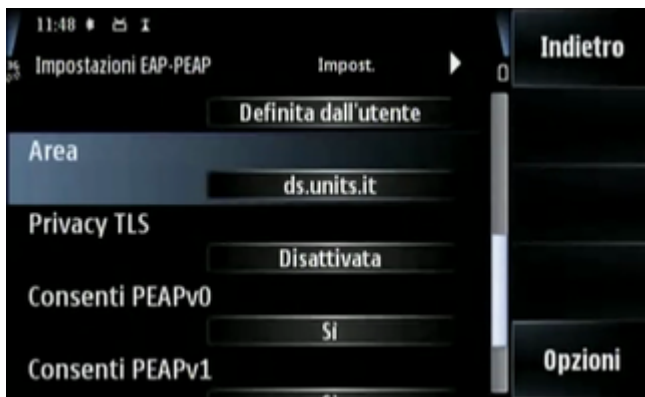 11:48
Indietro
Impostazioni EAP-PEAP
Impost.
Definita dall'utente
Area
ds.units.it
Privacy TLS
Disattivata
Consenti PEAPv0
Sì
Consenti PEAPv1
Opzioni